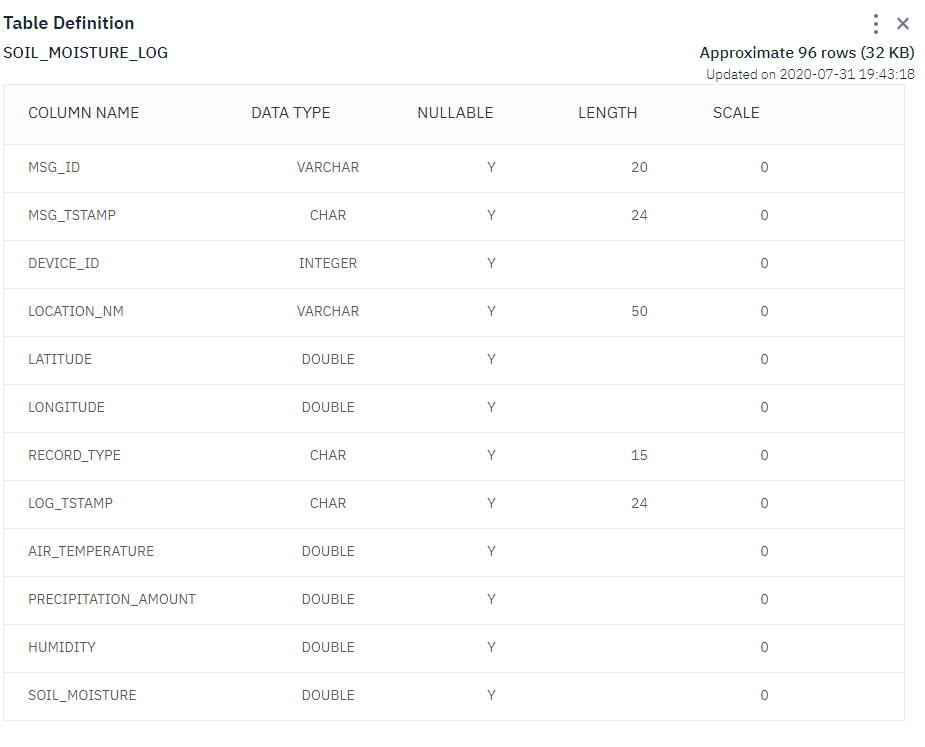 Table Definition
SOIL_MOISTURE_LOG
Approximate 96 rows (32 KB)
Updated on 2020-07-31 19:43:18
COLUMN NAME DATA TYPE NULLABLE LENGTH SCALE
MSG_ID VARCHAR Y 20 0
MSG_TSTAMP CHAR Y 24 0
DEVICE_ID INTEGER Y 0
LOCATION_NM VARCHAR Y 50 0
LATITUDE DOUBLE Y 0
LONGITUDE DOUBLE Y 0
RECORD_TYPE CHAR Y 15 0
LOG_TSTAMP CHAR Y 24 0
AIR_TEMPERATURE DOUBLE Y 0
PRECIPITATION_AMOUNT DOUBLE Y 0
HUMIDITY DOUBLE Y 0
SOIL_MOISTURE DOUBLE Y 0